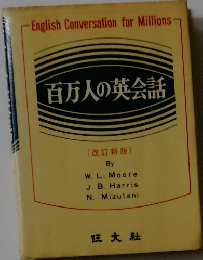 English Conversation for Millions
百万人の英会話
〔改訂新版〕
By
W. L. Moore
J. B. Harris
N. Mizutani
旺文社